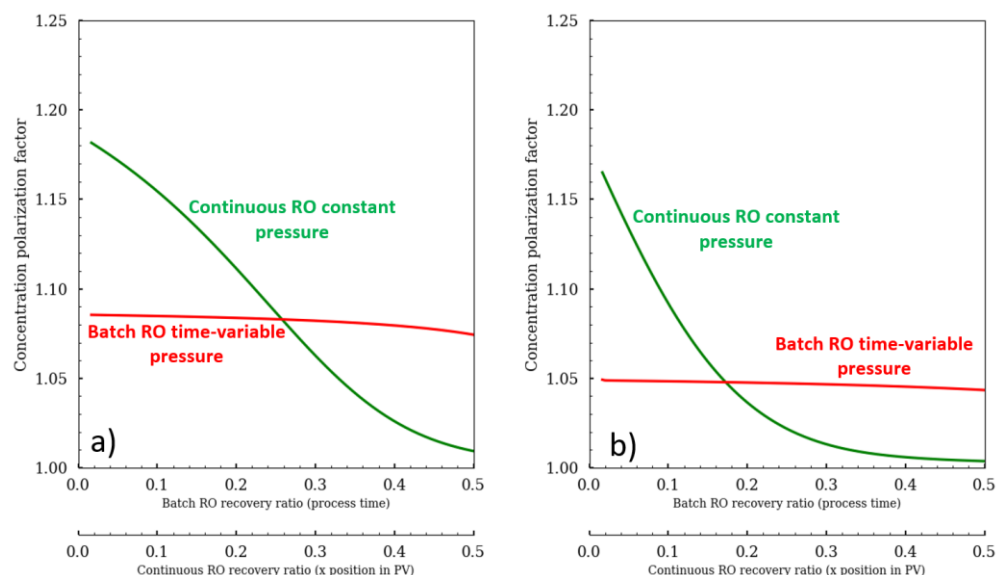 1.25
1.20
1.15
1.10
1.05
1.00
Concentration polarization factor
Continuous RO constant
pressure
Batch RO time-variable
pressure
a)
0.0 0.1 0.2 0.3 0.4 0.5
Batch RO recovery ratio (process time)
0.0 0.1 0.2 0.3 0.4 0.5
Continuous RO recovery ratio (x position in PV)
1.25
1.20
1.15
1.10
1.05
1.00
Concentration polarization factor
Continuous RO constant
pressure
Batch RO time-variable
pressure
b)
0.0 0.1 0.2 0.3 0.4 0.5
Batch RO recovery ratio (process time)
0.0 0.1 0.2 0.3 0.4 0.5
Continuous RO recovery ratio (x position in PV)